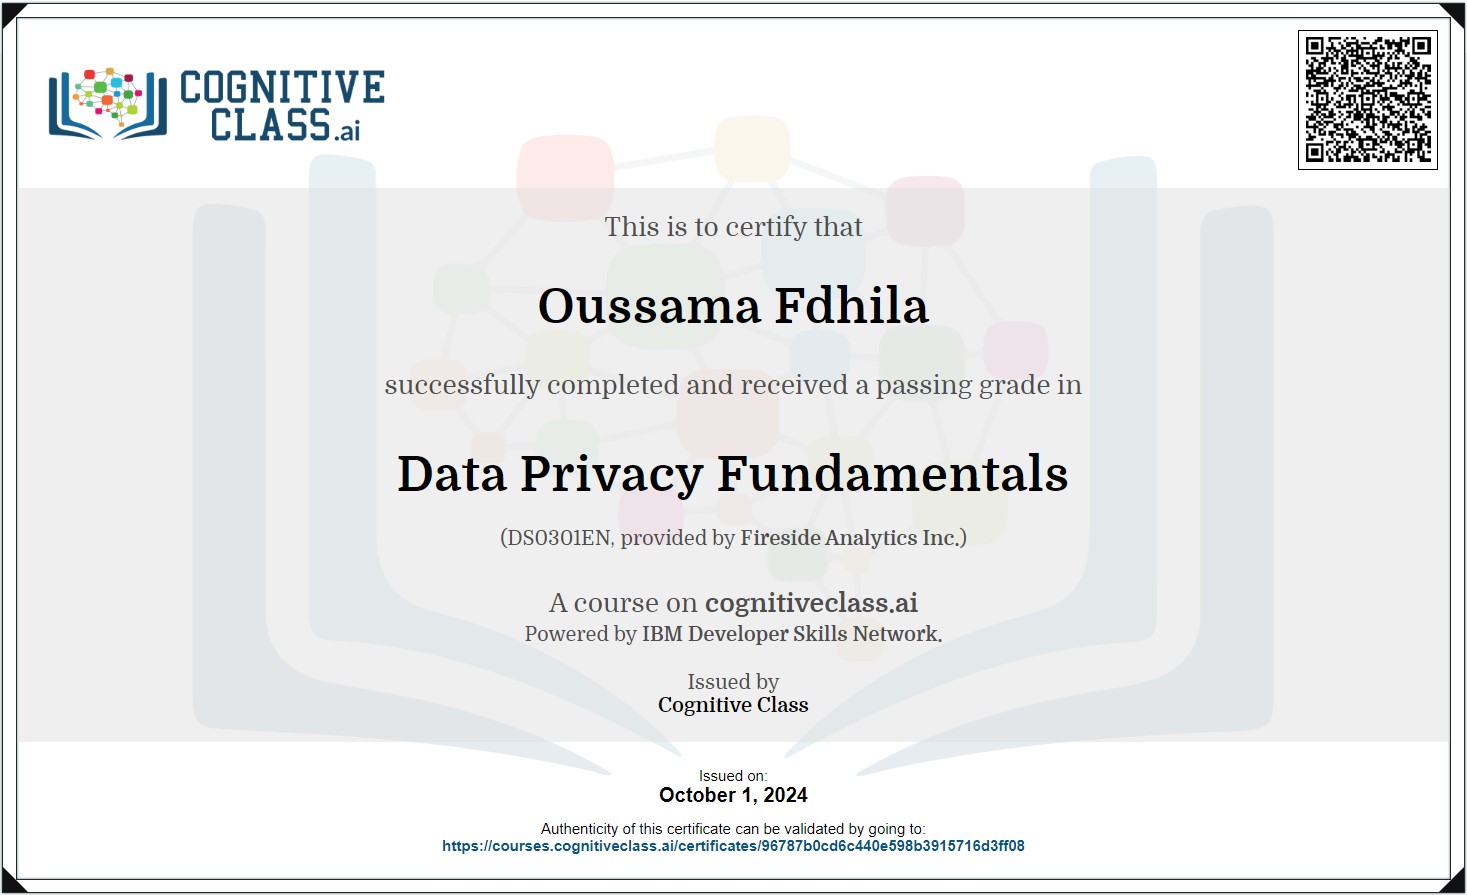 COGNITIVE
CLASS.ai
This is to certify that
Oussama Fdhila
successfully completed and received a passing grade in
Data Privacy Fundamentals
(DS0301EN, provided by Fireside Analytics Inc.)
A course on cognitiveclass.ai
Powered by IBM Developer Skills Network.
Issued by
Cognitive Class
Issued on:
October 1, 2024
Authenticity of this certificate can be validated by going to:
https://courses.cognitiveclass.ai/certificates/96787b0cd6c440e598b3915716d3ff08